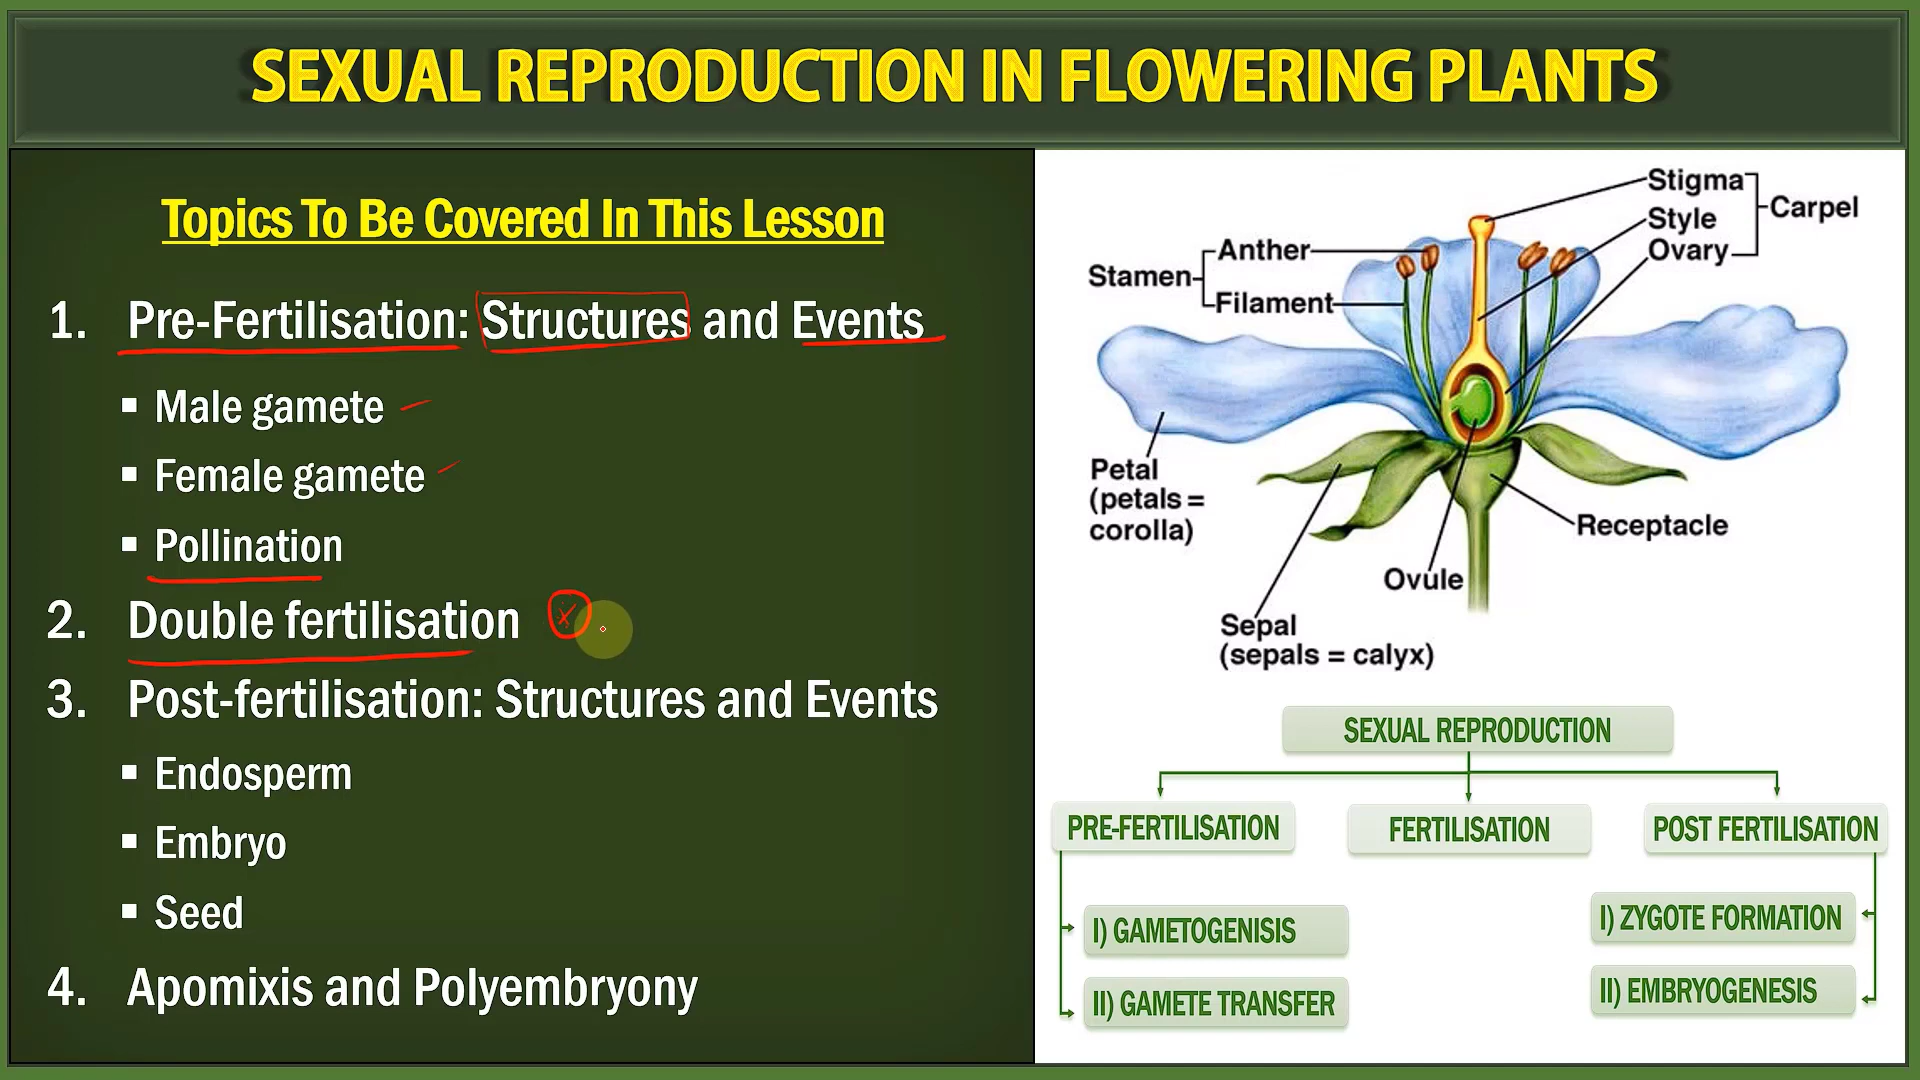 SEXUAL REPRODUCTION IN FLOWERING PLANTS
Topics To Be Covered In This Lesson
1. Pre-Fertilisation: Structures and Events
▪ Male gamete
▪ Female gamete
▪ Pollination
2. Double fertilisation
3. Post-fertilisation: Structures and Events
▪ Endosperm
▪ Embryo
▪ Seed
4. Apomixis and Polyembryony
Stigma
Style
Ovary
Carpel
Anther
Stamen
Filament
Petal
(petals =
corolla)
Receptacle
Ovule
Sepal
(sepals = calyx)
SEXUAL REPRODUCTION
PRE-FERTILISATION
FERTILISATION
POST FERTILISATION
I) GAMETOGENISIS
II) GAMETE TRANSFER
I) ZYGOTE FORMATION
II) EMBRYOGENESIS